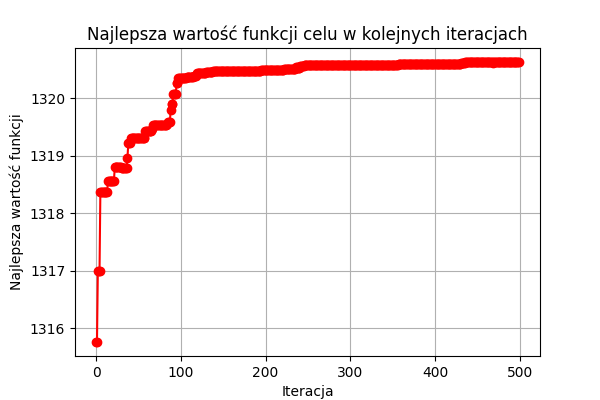 Najlepsza wartość funkcji celu w kolejnych iteracjach
Najlepsza wartość funkcji
1320
1319
1318
1317
1316
0 100 200 300 400 500
Iteracja